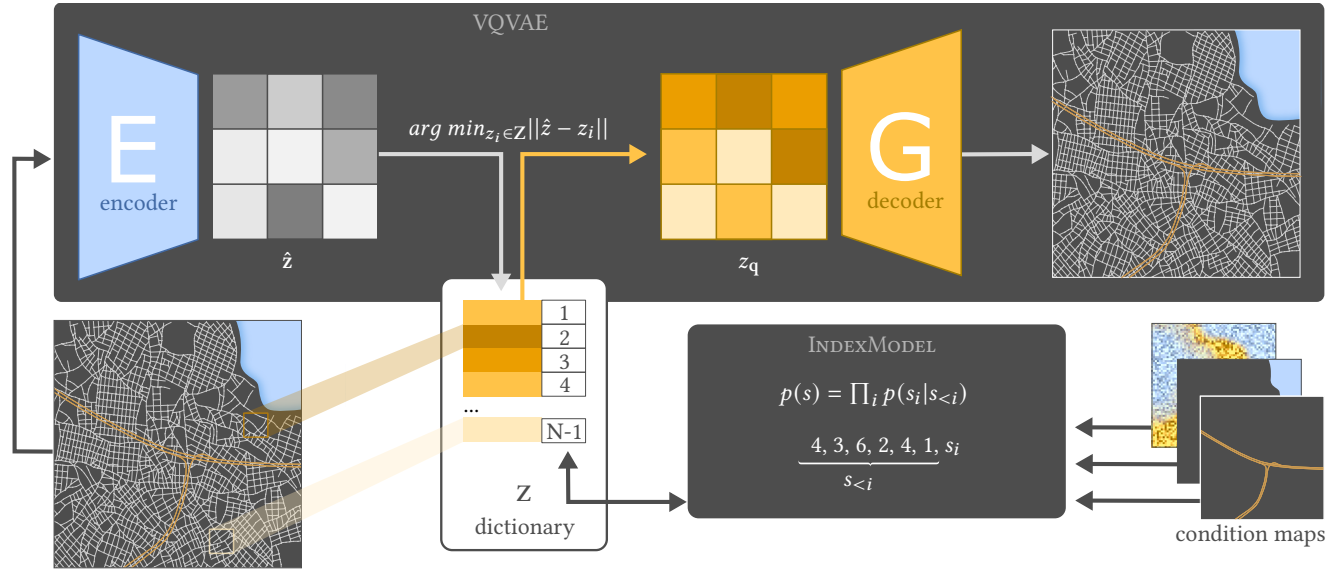 VQVAE
E
encoder
ẑ
arg min_{z_i∈Z}||ẑ − z_i||
z_q
G
decoder
1
2
3
4
...
N-1
Z
dictionary
INDEXMODEL
p(s) = ∏_i p(s_i|s_{<i})
4, 3, 6, 2, 4, 1, s_i
s_{<i}
condition maps